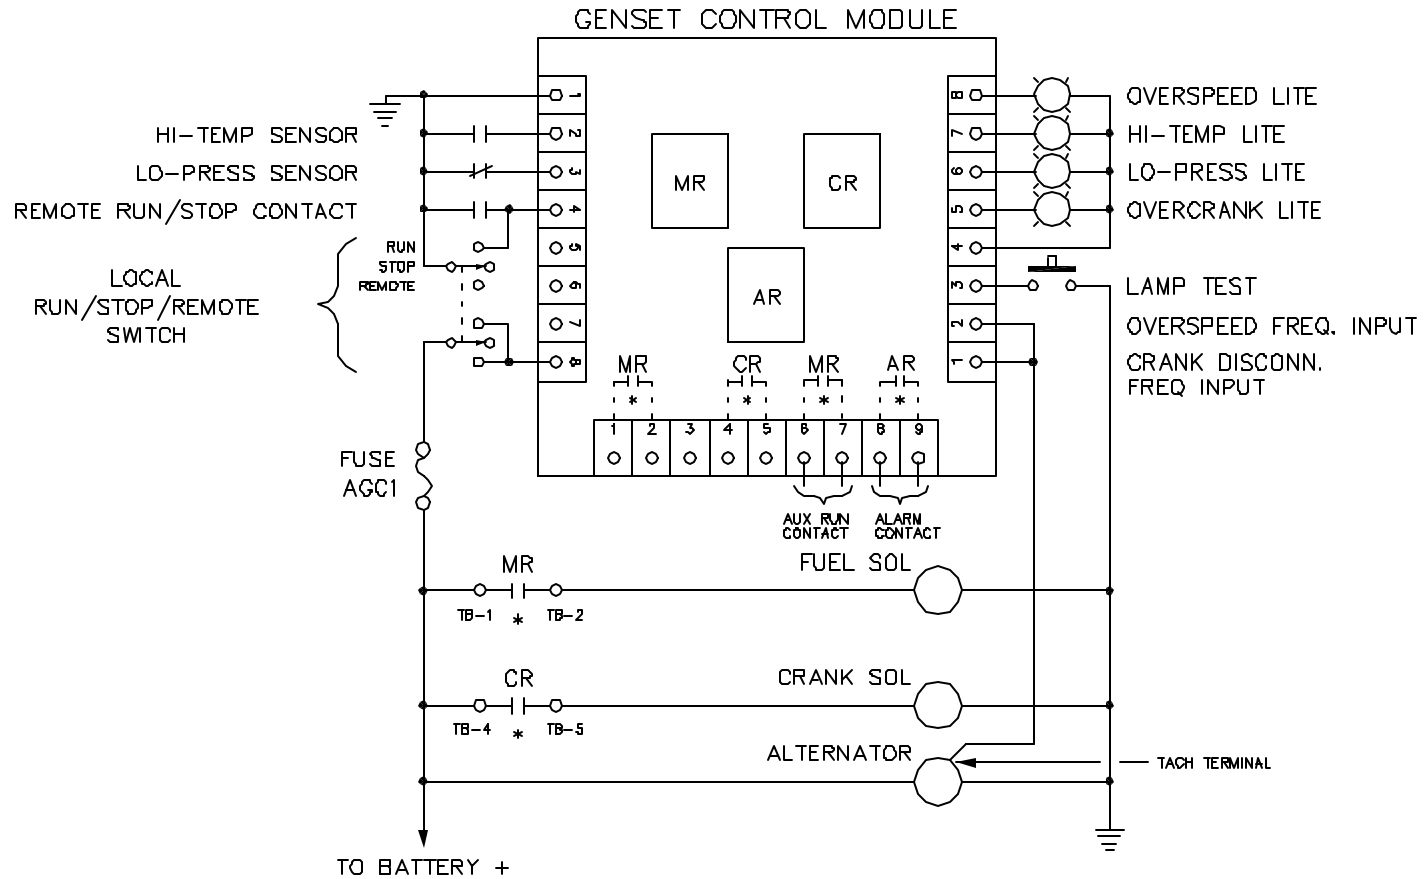 GENSET CONTROL MODULE
HI-TEMP SENSOR
LO-PRESS SENSOR
REMOTE RUN/STOP CONTACT
RUN
STOP
REMOTE
LOCAL
RUN/STOP/REMOTE
SWITCH
1
2
3
4
5
6
7
8
MR
CR
AR
8
7
6
5
4
3
2
1
OVERSPEED LITE
HI-TEMP LITE
LO-PRESS LITE
OVERCRANK LITE
LAMP TEST
OVERSPEED FREQ. INPUT
CRANK DISCONN.
FREQ INPUT
MR CR MR AR
* * * *
1 2 3 4 5 6 7 8 9
FUSE
AGC1
AUX RUN
CONTACT
ALARM
CONTACT
MR
TB-1 * TB-2
FUEL SOL
CR
TB-4 * TB-5
CRANK SOL
ALTERNATOR
TACH TERMINAL
TO BATTERY +